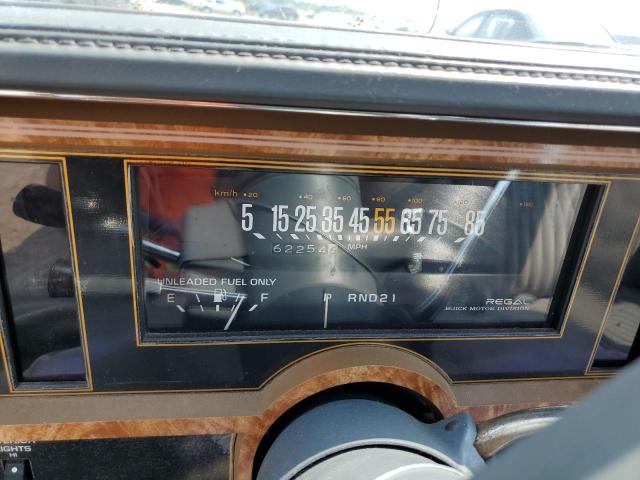 km/h 20 40 60 80 100 120 140
5 15 25 35 45 55 65 75 85
MPH
UNLEADED FUEL ONLY
E F P RND21
REGAL
BUICK MOTOR DIVISION
HI